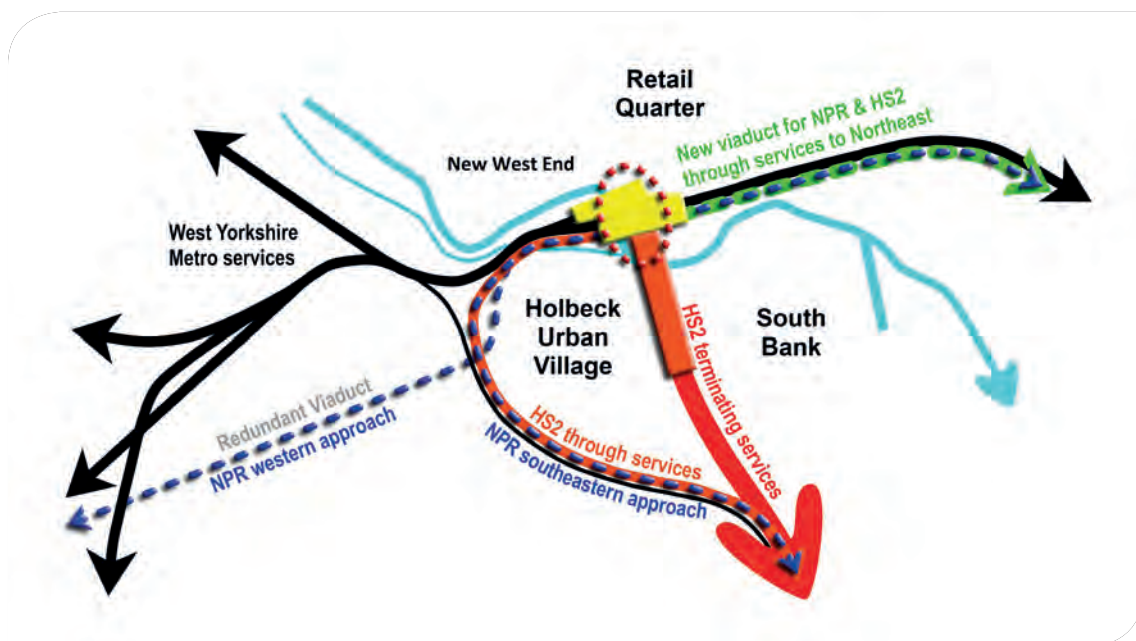 Retail
Quarter
New viaduct for NPR & HS2
through services to Northeast
New West End
West Yorkshire
Metro services
Holbeck
Urban
Village
South
Bank
HS2 terminating services
Redundant Viaduct
NPR western approach
HS2 through services
NPR southeastern approach